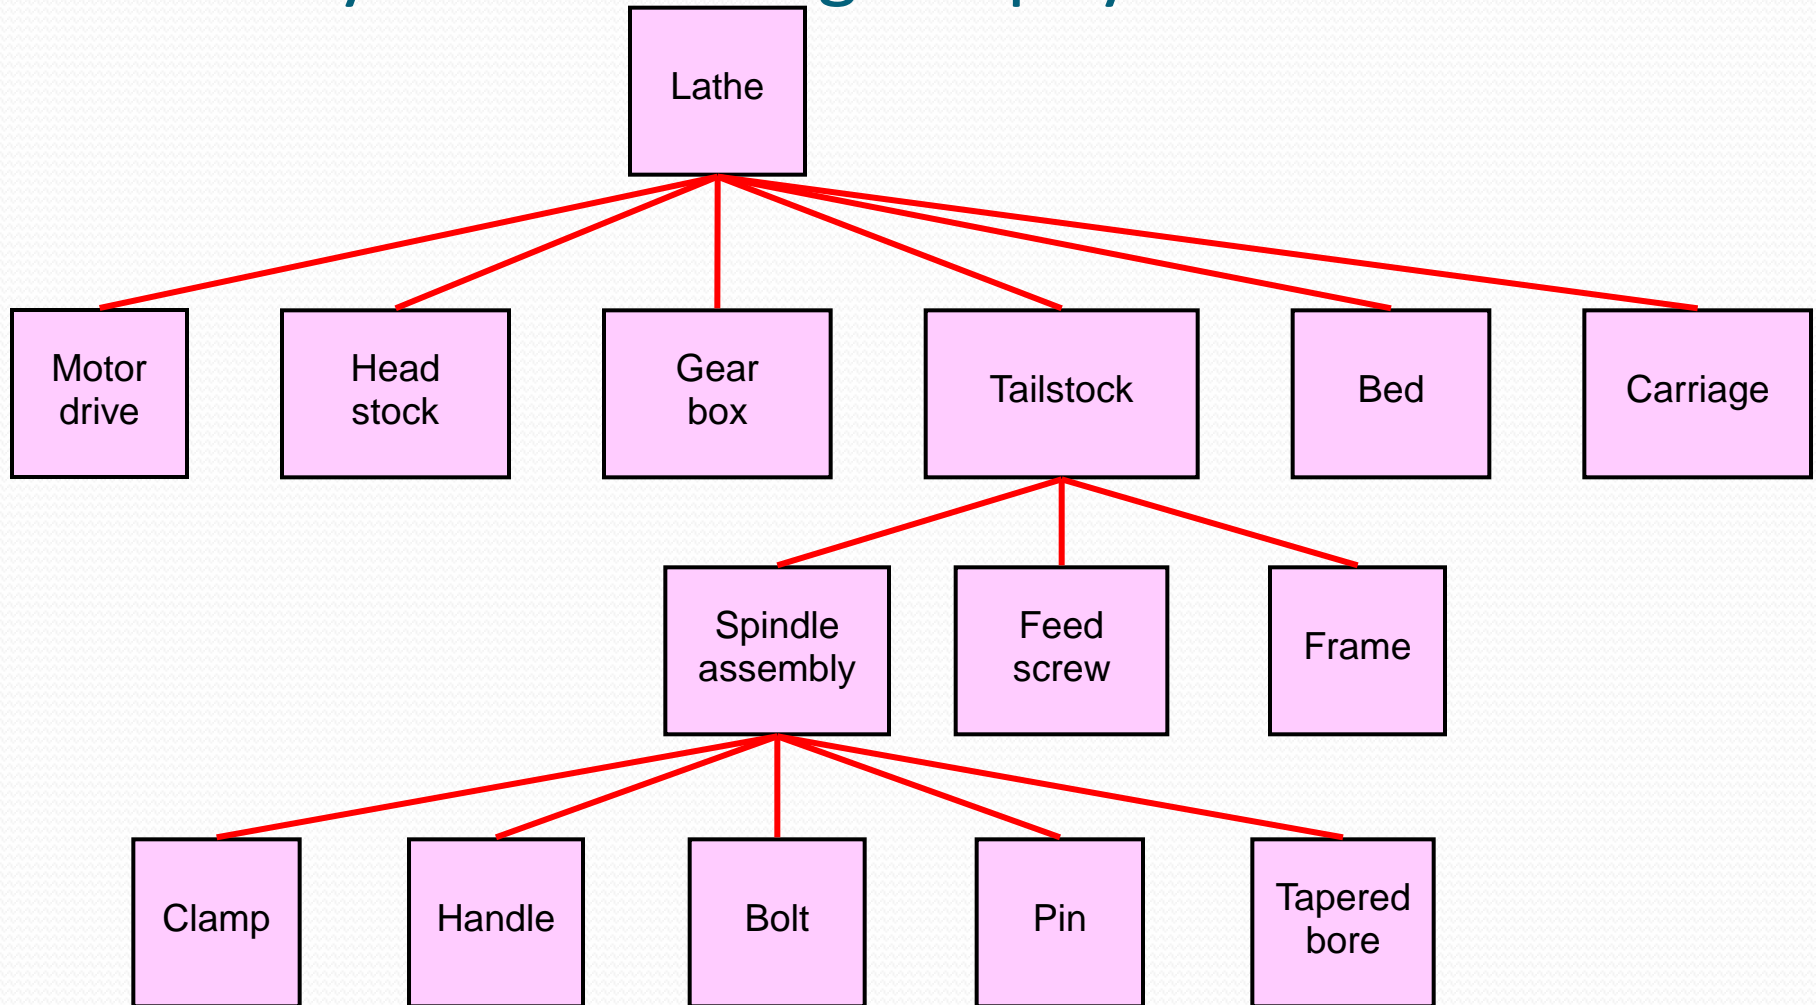 Lathe
Motor
drive
Head
stock
Gear
box
Tailstock
Bed
Carriage
Spindle
assembly
Feed
screw
Frame
Clamp
Handle
Bolt
Pin
Tapered
bore